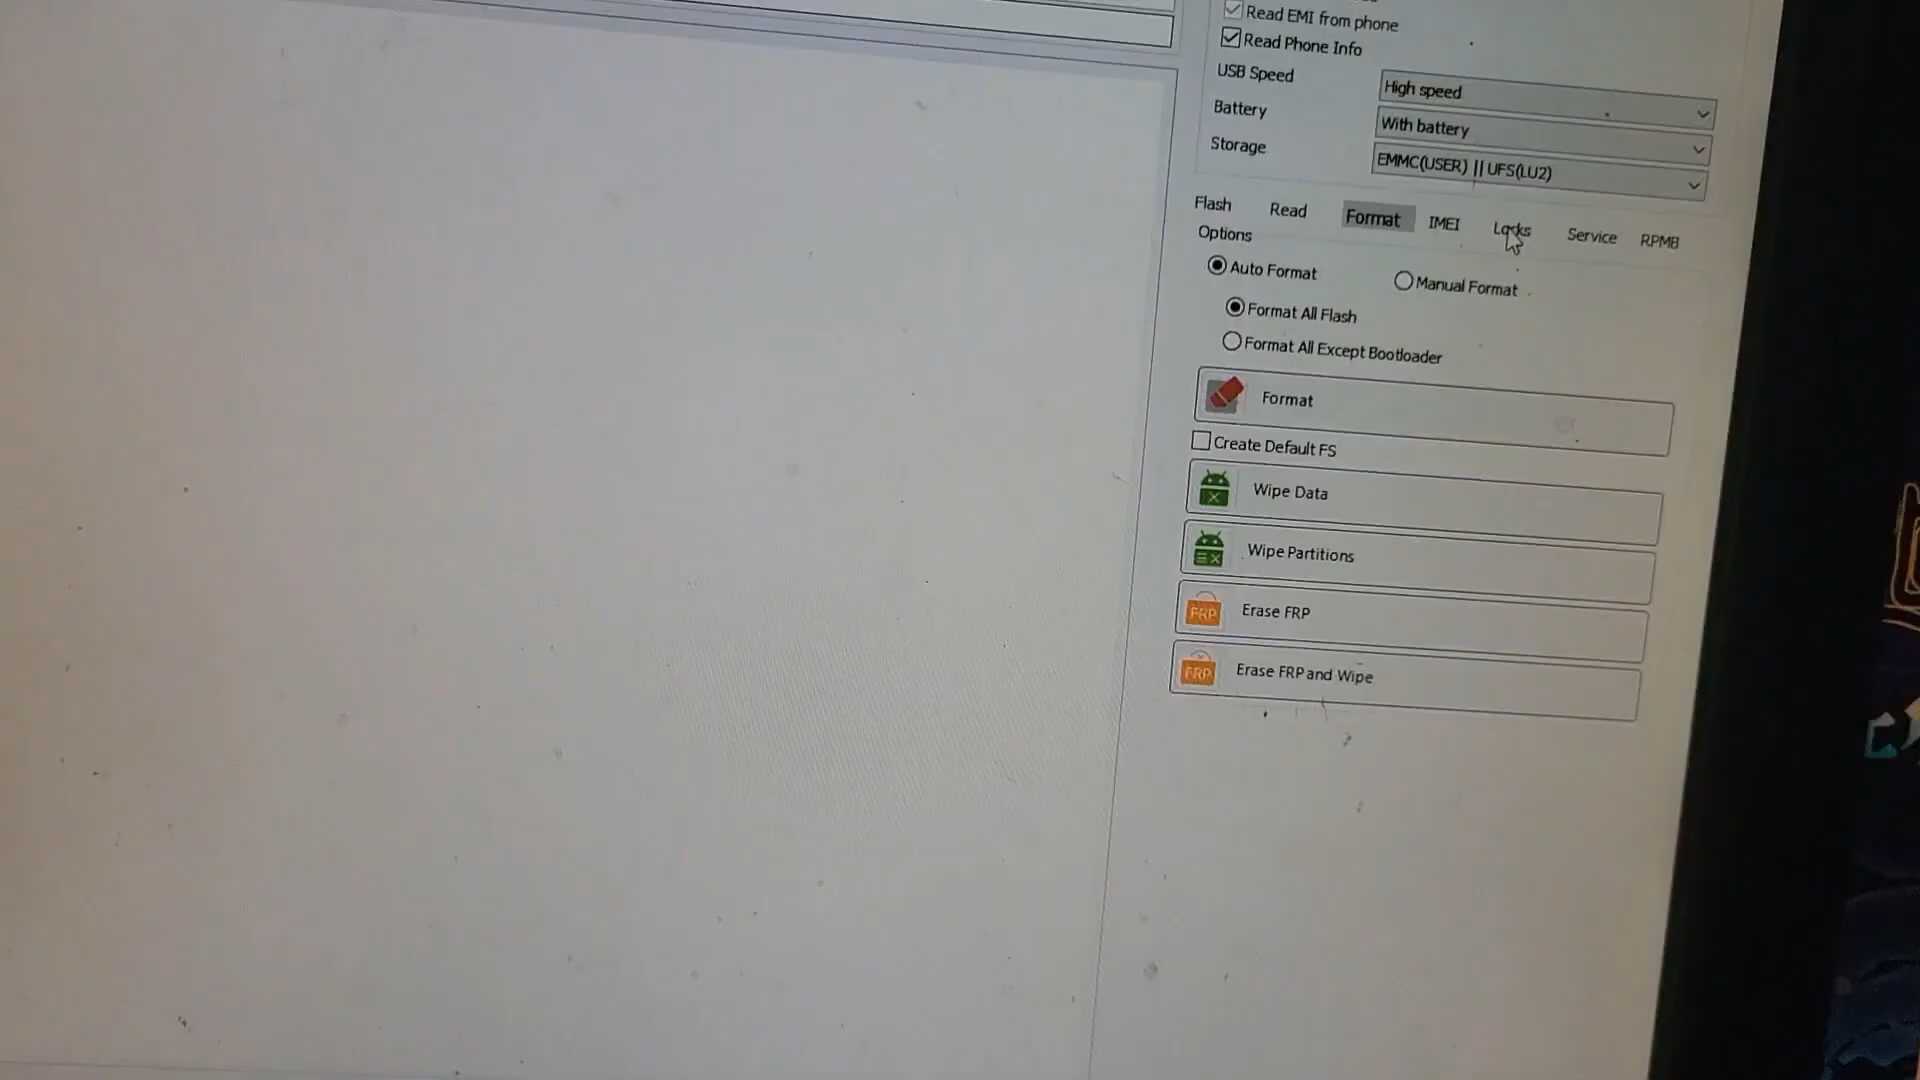 Read EMI from phone
Read Phone Info
USB Speed High speed
Battery With battery
Storage EMMC(USER) || UFS(LU2)
Flash Read Format IMEI Locks Service RPMB
Options
Auto Format Manual Format
Format All Flash
Format All Except Bootloader
Format
Create Default FS
Wipe Data
Wipe Partitions
FRP Erase FRP
FRP Erase FRP and Wipe